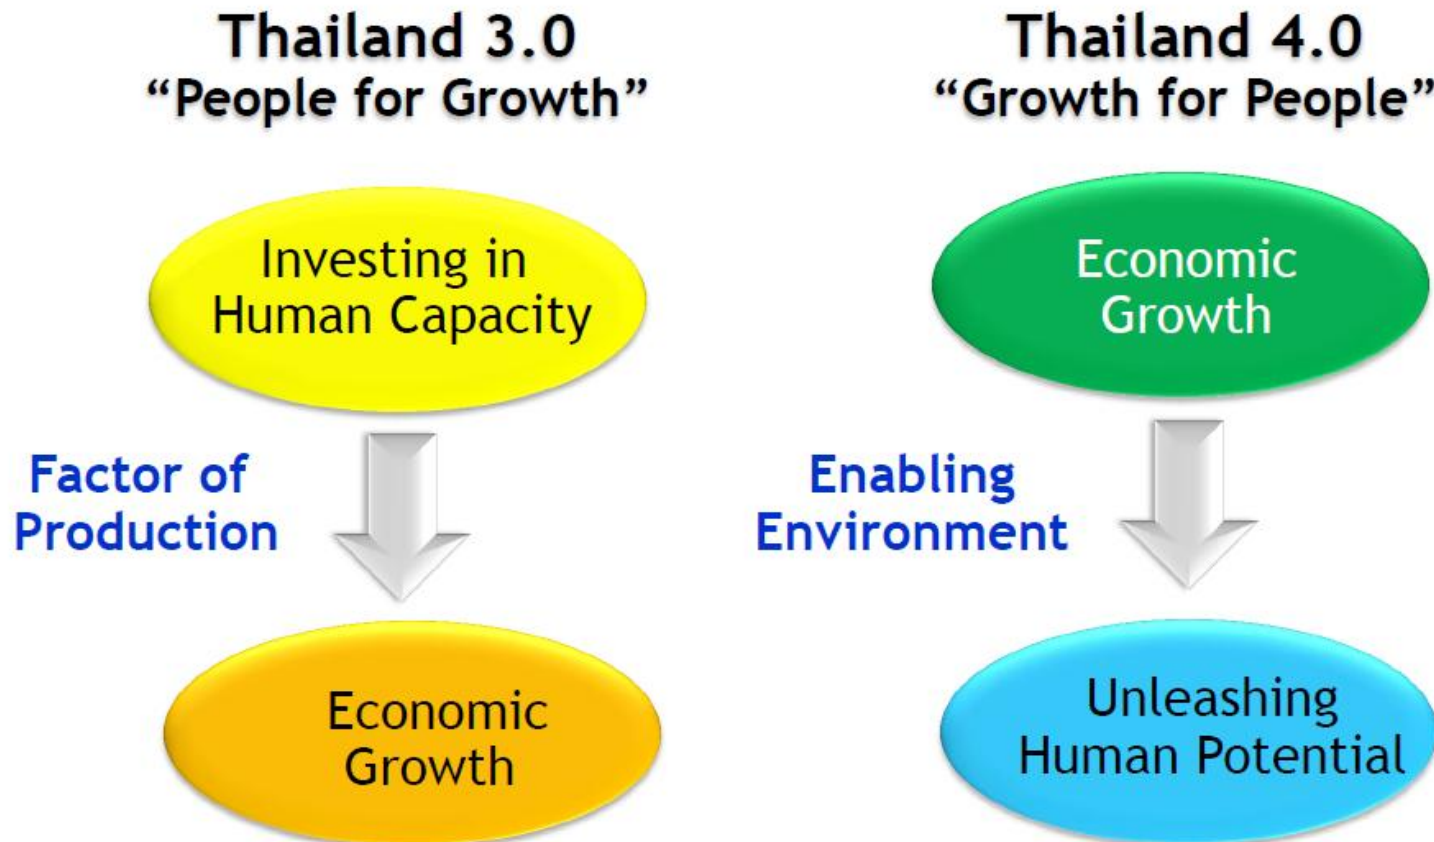 Thailand 3.0
“People for Growth”
Investing in
Human Capacity
Factor of
Production
Economic
Growth
Thailand 4.0
“Growth for People”
Economic
Growth
Enabling
Environment
Unleashing
Human Potential